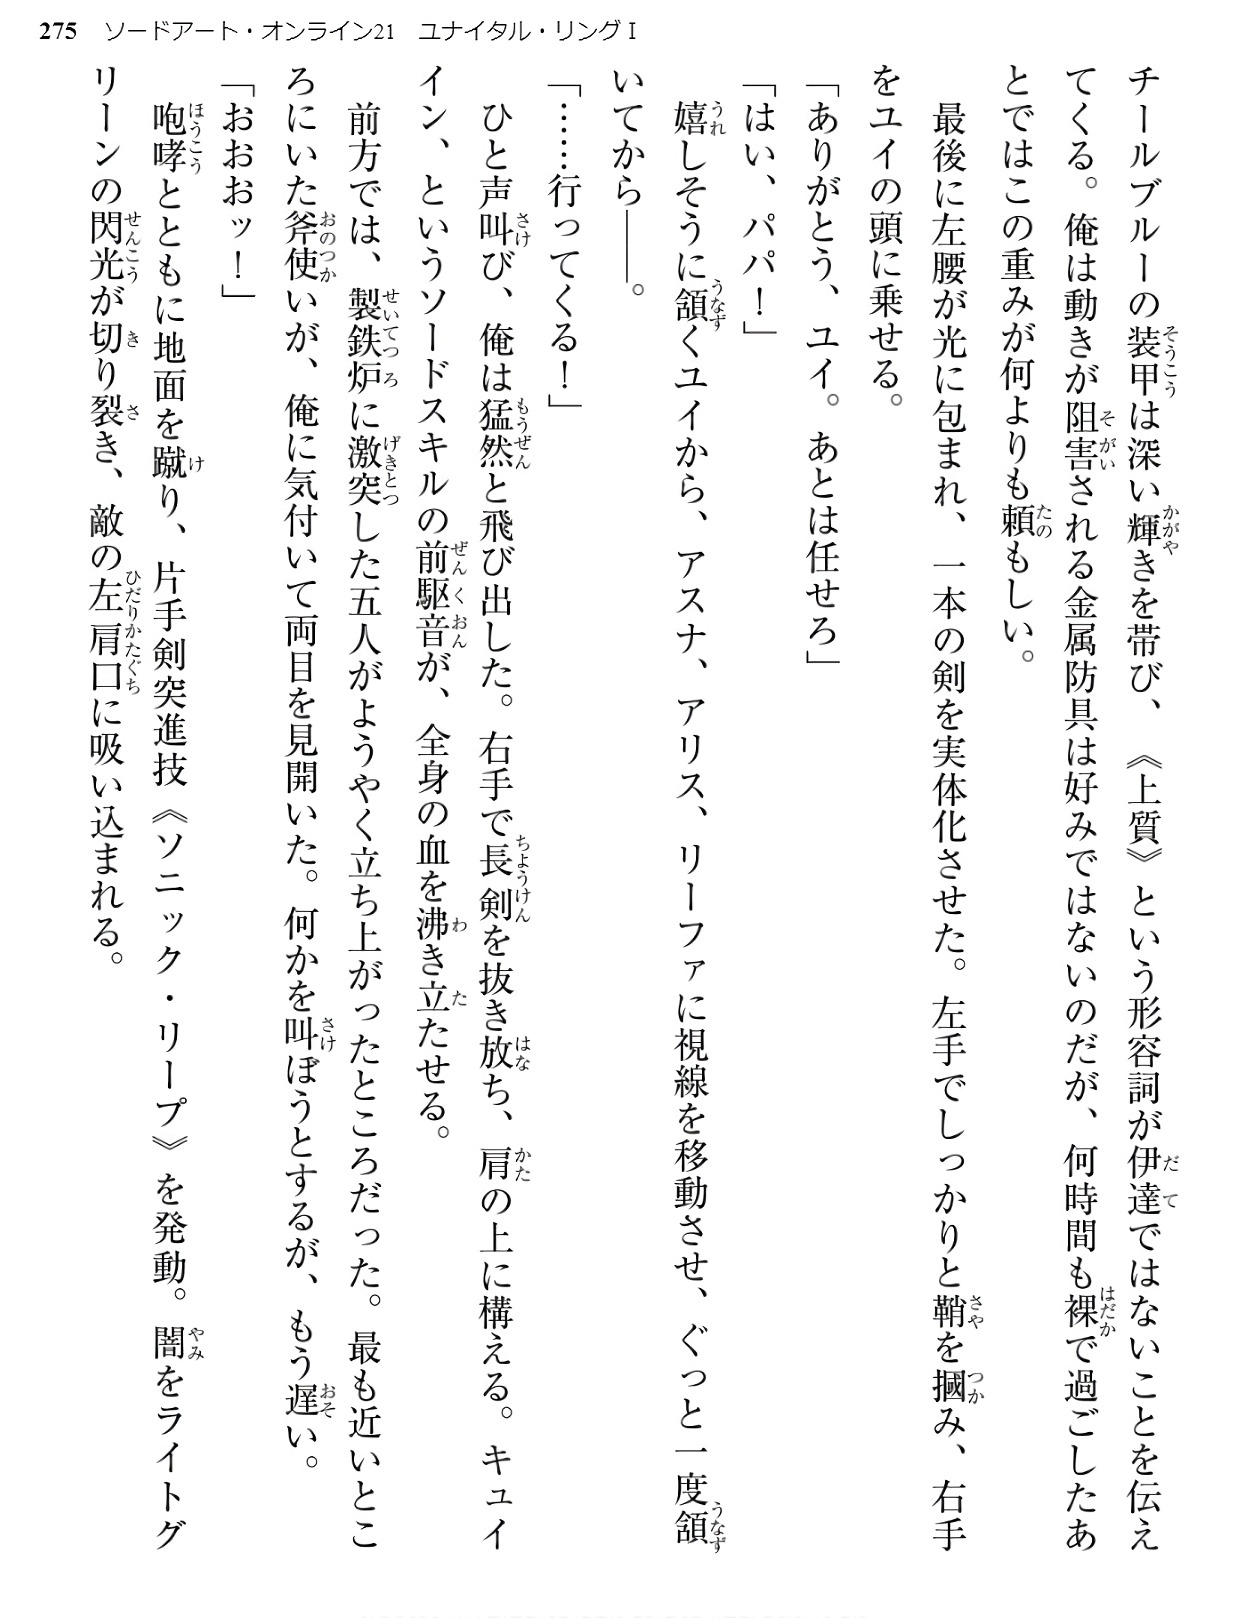 275 ソードアート・オンライン21 ユナイタル・リングⅠ
チールブルーの装甲は深い輝きを帯び、《上質》という形容詞が伊達ではないことを伝え
てくる。俺は動きが阻害される金属防具は好みではないのだが、何時間も裸で過ごしたあ
とではこの重みが何よりも頼もしい。
最後に左腰が光に包まれ、一本の剣を実体化させた。左手でしっかりと鞘を摑み、右手
をユイの頭に乗せる。
「ありがとう、ユイ。あとは任せろ」
「はい、パパ！」
嬉しそうに頷くユイから、アスナ、アリス、リーファに視線を移動させ、ぐっと一度頷
いてから――。
「……行ってくる！」
ひと声叫び、俺は猛然と飛び出した。右手で長剣を抜き放ち、肩の上に構える。キュイ
イン、というソードスキルの前駆音が、全身の血を沸き立たせる。
前方では、製鉄炉に激突した五人がようやく立ち上がったところだった。最も近いとこ
ろにいた斧使いが、俺に気付いて両目を見開いた。何かを叫ぼうとするが、もう遅い。
「おおおッ！」
咆哮とともに地面を蹴り、片手剣突進技《ソニック・リープ》を発動。闇をライトグ
リーンの閃光が切り裂き、敵の左肩口に吸い込まれる。